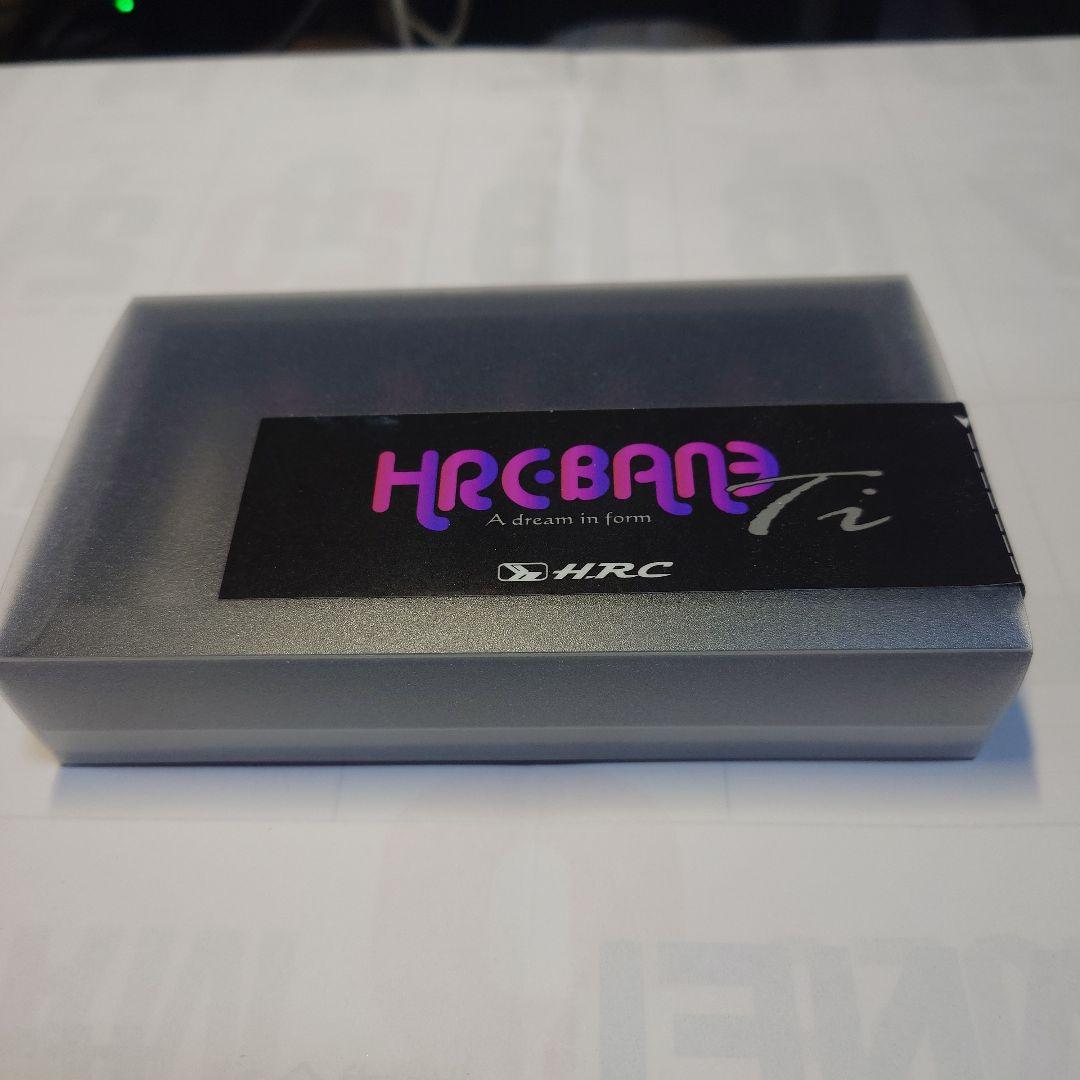 HRC-BANE Ti
A dream in form
H.RC